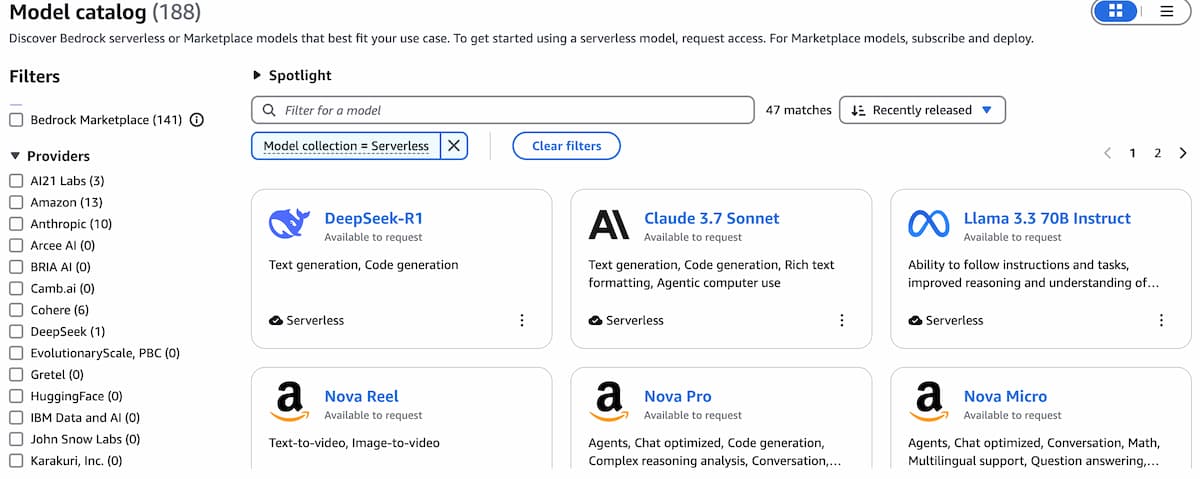 Model catalog (188)
Discover Bedrock serverless or Marketplace models that best fit your use case. To get started using a serverless model, request access. For Marketplace models, subscribe and deploy.
Filters
Bedrock Marketplace (141)
Providers
AI21 Labs (3)
Amazon (13)
Anthropic (10)
Arcee AI (0)
BRIA AI (0)
Camb.ai (0)
Cohere (6)
DeepSeek (1)
EvolutionaryScale, PBC (0)
Gretel (0)
HuggingFace (0)
IBM Data and AI (0)
John Snow Labs (0)
Karakuri, Inc. (0)
Spotlight
Filter for a model
47 matches
Recently released
Model collection = Serverless
Clear filters
1 2
DeepSeek-R1
Available to request
Text generation, Code generation
Serverless
Claude 3.7 Sonnet
Available to request
Text generation, Code generation, Rich text
formatting, Agentic computer use
Serverless
Llama 3.3 70B Instruct
Available to request
Ability to follow instructions and tasks,
improved reasoning and understanding of...
Serverless
Nova Reel
Available to request
Text-to-video, Image-to-video
Nova Pro
Available to request
Agents, Chat optimized, Code generation,
Complex reasoning analysis, Conversation,...
Nova Micro
Available to request
Agents, Chat optimized, Conversation, Math,
Multilingual support, Question answering,...